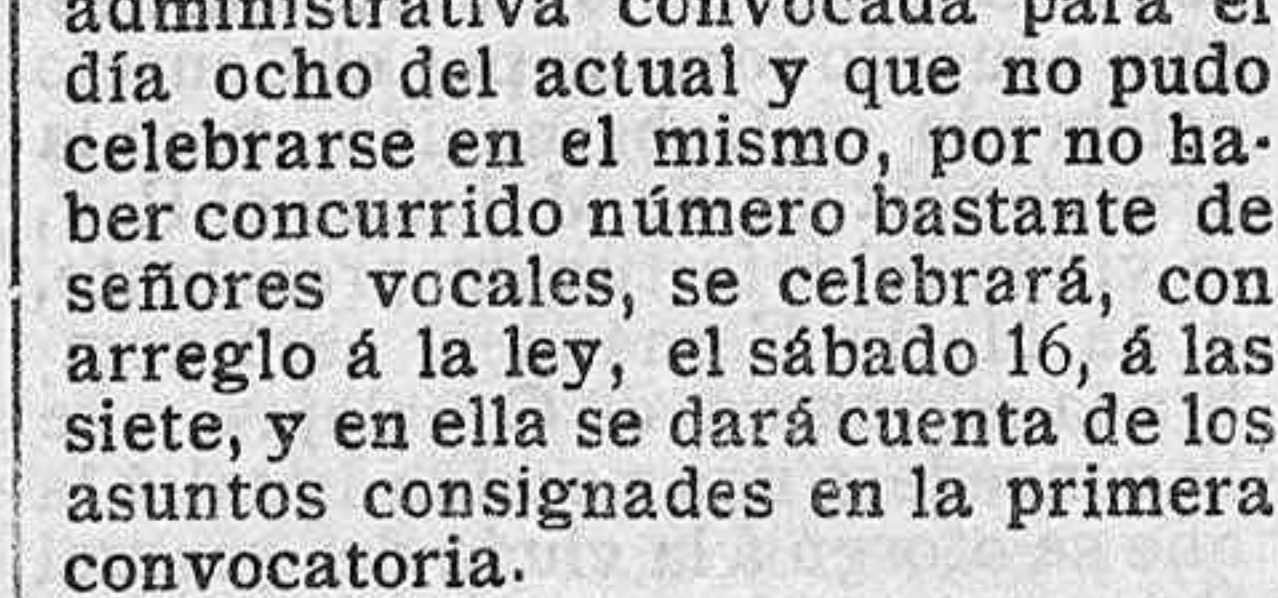 administrativa convocada para el
día ocho del actual y que no pudo
celebrarse en el mismo, por no ha-
ber concurrido número bastante de
señores vocales, se celebrará, con
arreglo á la ley, el sábado 16, á las
siete, y en ella se dará cuenta de los
asuntos consignades en la primera
convocatoria.